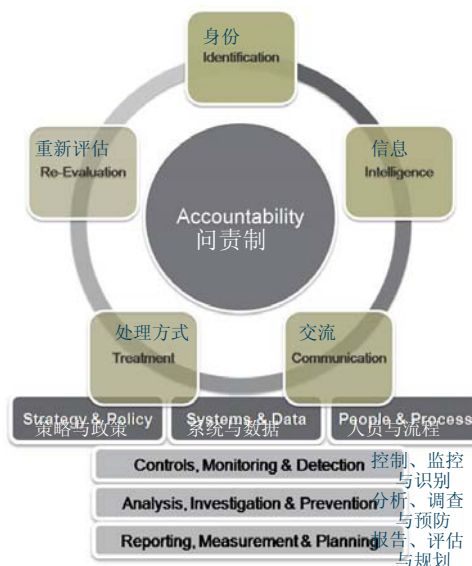 身份
Identification
重新评估
Re-Evaluation
信息
Intelligence
Accountability
问责制
处理方式
Treatment
交流
Communication
Strategy & Policy
策略与政策
Systems & Data
系统与数据
People & Process
人员与流程
Controls, Monitoring & Detection
控制、监控
与识别
Analysis, Investigation & Prevention
分析、调查
与预防
Reporting, Measurement & Planning
报告、评估
与规划